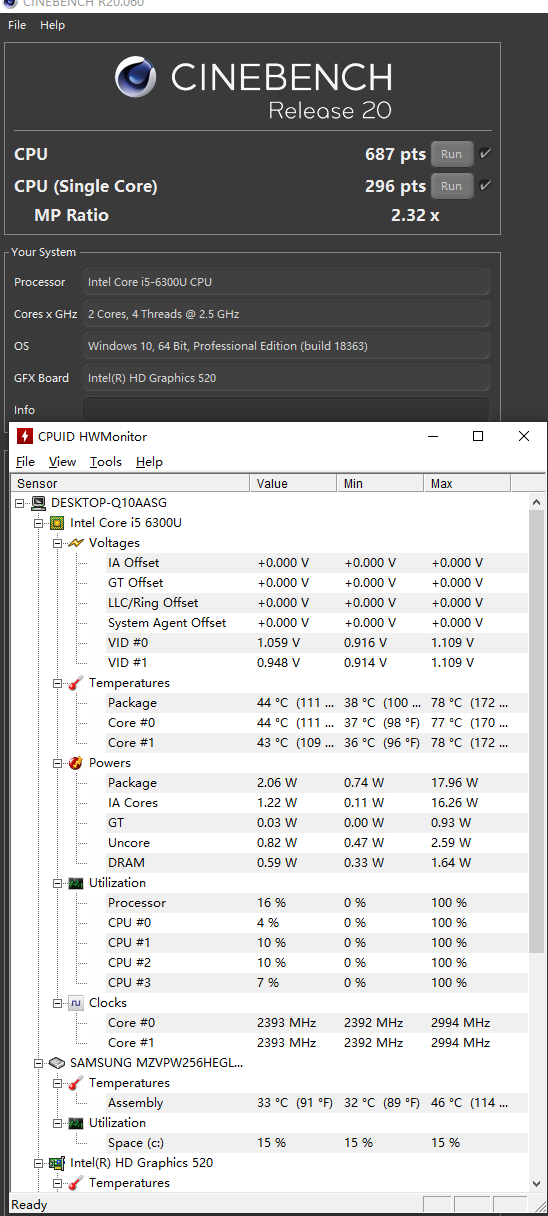 CINEBENCH R20.060
File Help
CINEBENCH
Release 20
CPU 687 pts Run
CPU (Single Core) 296 pts Run
MP Ratio 2.32 x
Your System
Processor Intel Core i5-6300U CPU
Cores x GHz 2 Cores, 4 Threads @ 2.5 GHz
OS Windows 10, 64 Bit, Professional Edition (build 18363)
GFX Board Intel(R) HD Graphics 520
Info
CPUID HWMonitor
File View Tools Help
Sensor Value Min Max
DESKTOP-Q10AASG
Intel Core i5 6300U
Voltages
IA Offset +0.000 V +0.000 V +0.000 V
GT Offset +0.000 V +0.000 V +0.000 V
LLC/Ring Offset +0.000 V +0.000 V +0.000 V
System Agent Offset +0.000 V +0.000 V +0.000 V
VID #0 1.059 V 0.916 V 1.109 V
VID #1 0.948 V 0.914 V 1.109 V
Temperatures
Package 44 °C (111 ... 38 °C (100 ... 78 °C (172 ...
Core #0 44 °C (111 ... 37 °C (98 °F) 77 °C (170 ...
Core #1 43 °C (109 ... 36 °C (96 °F) 78 °C (172 ...
Powers
Package 2.06 W 0.74 W 17.96 W
IA Cores 1.22 W 0.11 W 16.26 W
GT 0.03 W 0.00 W 0.93 W
Uncore 0.82 W 0.47 W 2.59 W
DRAM 0.59 W 0.33 W 1.64 W
Utilization
Processor 16 % 0 % 100 %
CPU #0 4 % 0 % 100 %
CPU #1 10 % 0 % 100 %
CPU #2 10 % 0 % 100 %
CPU #3 7 % 0 % 100 %
Clocks
Core #0 2393 MHz 2392 MHz 2994 MHz
Core #1 2393 MHz 2392 MHz 2994 MHz
SAMSUNG MZVPW256HEGL...
Temperatures
Assembly 33 °C (91 °F) 32 °C (89 °F) 46 °C (114 ...
Utilization
Space (c:) 15 % 15 % 15 %
Intel(R) HD Graphics 520
Temperatures
Ready